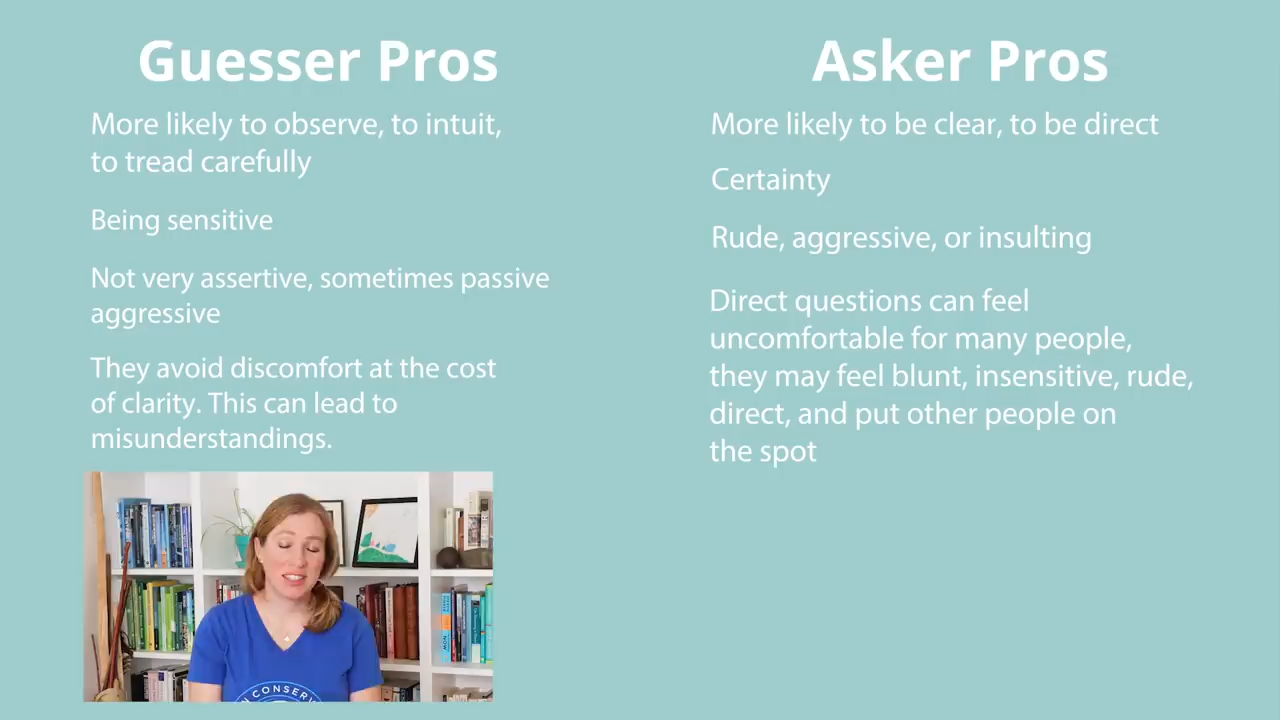 Guesser Pros
More likely to observe, to intuit,
to tread carefully
Being sensitive
Not very assertive, sometimes passive
aggressive
They avoid discomfort at the cost
of clarity. This can lead to
misunderstandings.
Asker Pros
More likely to be clear, to be direct
Certainty
Rude, aggressive, or insulting
Direct questions can feel
uncomfortable for many people,
they may feel blunt, insensitive, rude,
direct, and put other people on
the spot